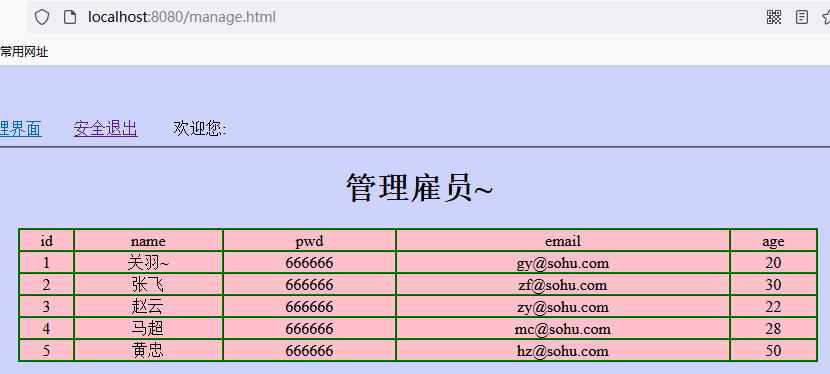 localhost:8080/manage.html
常用网址
理界面 安全退出 欢迎您:
管理雇员~
id name pwd email age
1 关羽~ 666666 gy@sohu.com 20
2 张飞 666666 zf@sohu.com 30
3 赵云 666666 zy@sohu.com 22
4 马超 666666 mc@sohu.com 28
5 黄忠 666666 hz@sohu.com 50